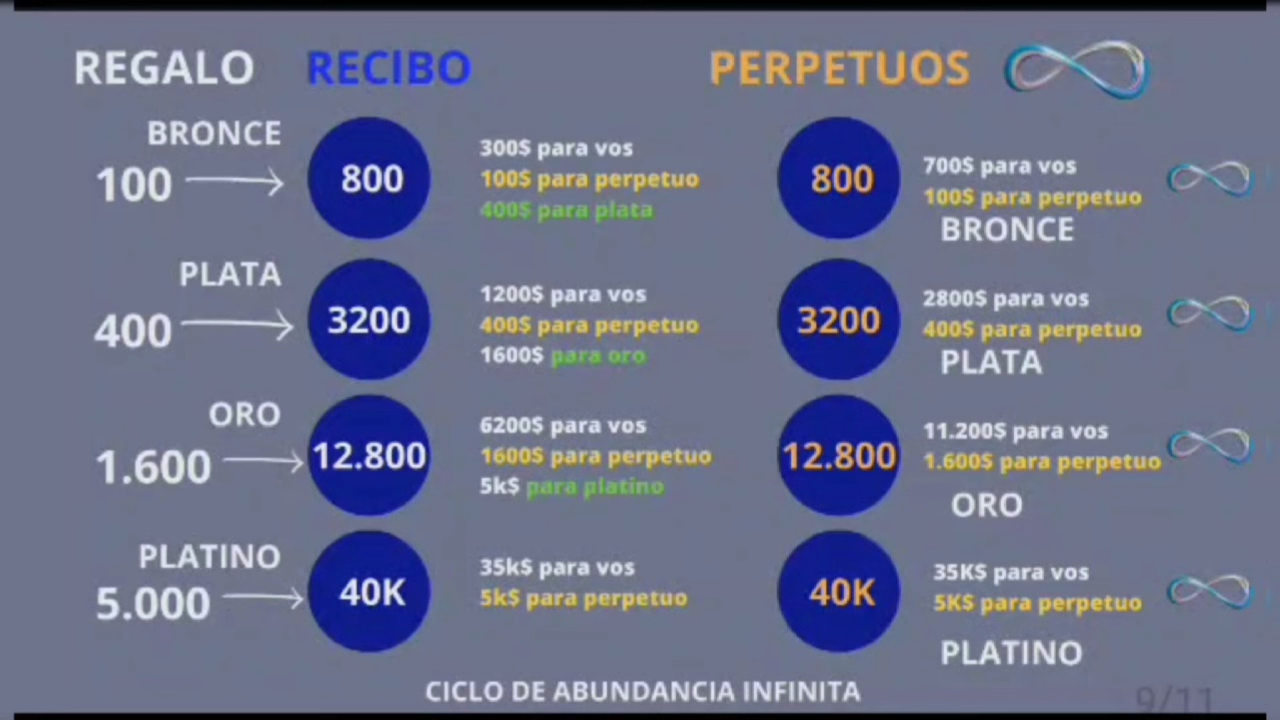 REGALO RECIBO PERPETUOS
BRONCE
100 800
300$ para vos
100$ para perpetuo
400$ para plata
800
700$ para vos
100$ para perpetuo
BRONCE
PLATA
400 3200
1200$ para vos
400$ para perpetuo
1600$ para oro
3200
2800$ para vos
400$ para perpetuo
PLATA
ORO
1.600 12.800
6200$ para vos
1600$ para perpetuo
5k$ para platino
12.800
11.200$ para vos
1.600$ para perpetuo
ORO
PLATINO
5.000 40K
35k$ para vos
5k$ para perpetuo
40K
35K$ para vos
5K$ para perpetuo
PLATINO
CICLO DE ABUNDANCIA INFINITA
9/11